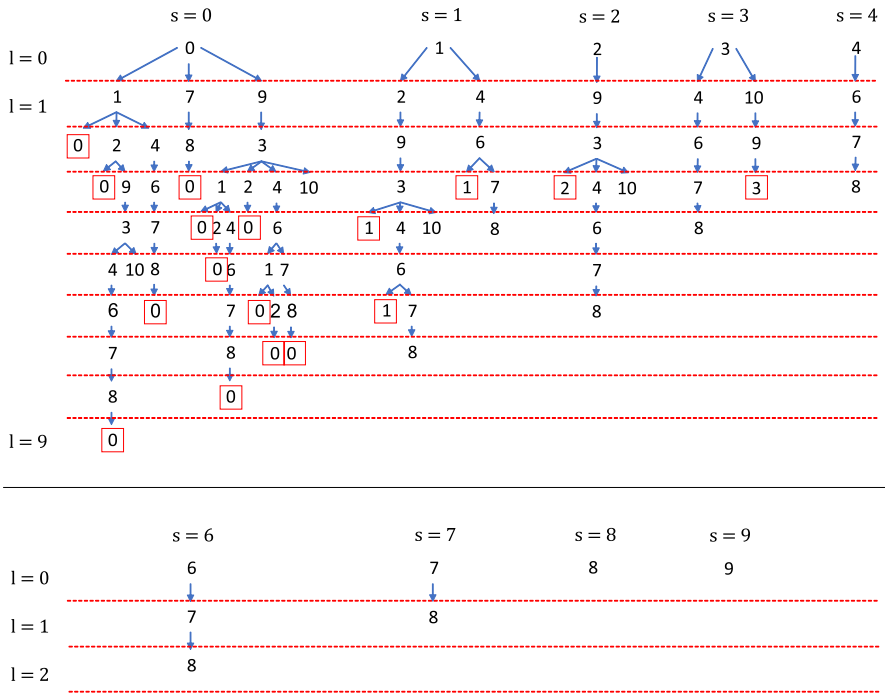 s = 0 s = 1 s = 2 s = 3 s = 4
l = 0 0 1 2 3 4
l = 1 1 7 9 2 4 9 4 10 6
0 2 4 8 3 9 6 3 6 9 7
0 9 6 0 1 2 4 10 3 1 7 2 4 10 7 3 8
3 7 0 2 4 0 6 1 4 10 8 6 8
4 10 8 0 6 1 7 6 7
6 0 7 0 2 8 1 7 8
7 8 0 0 8
8 0
l = 9 0
s = 6 s = 7 s = 8 s = 9
l = 0 6 7 8 9
l = 1 7 8
l = 2 8